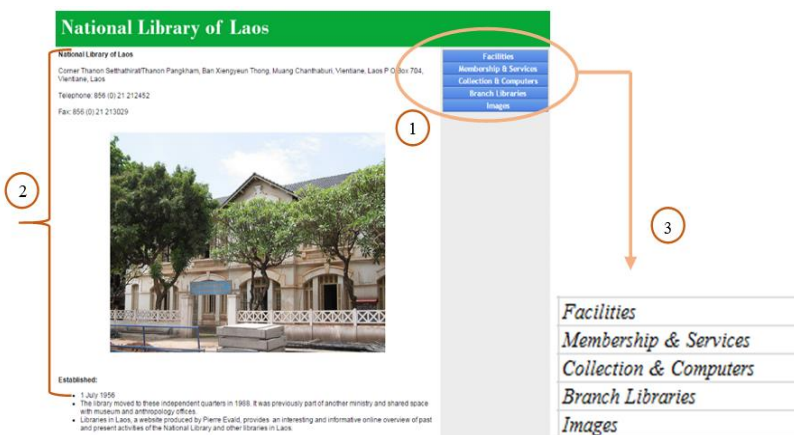 National Library of Laos
National Library of Laos
Corner Thanon Setthathirat/Thanon Pangkham, Ban Xiengyeun Thong, Muang Chanthaburi, Vientiane, Laos P O Box 704,
Vientiane, Laos
Telephone: 856 (0) 21 212452
Fax: 856 (0) 21 213029
Facilities
Membership & Services
Collection & Computers
Branch Libraries
Images
1
2
3
Facilities
Membership & Services
Collection & Computers
Branch Libraries
Images
Established:
1 July 1956
The library moved to these independent quarters in 1988. It was previously part of another ministry and shared space
with museum and anthropology offices.
Libraries in Laos, a website produced by Pierre Evald, provides an interesting and informative online overview of past
and present activities of the National Library and other libraries in Laos.